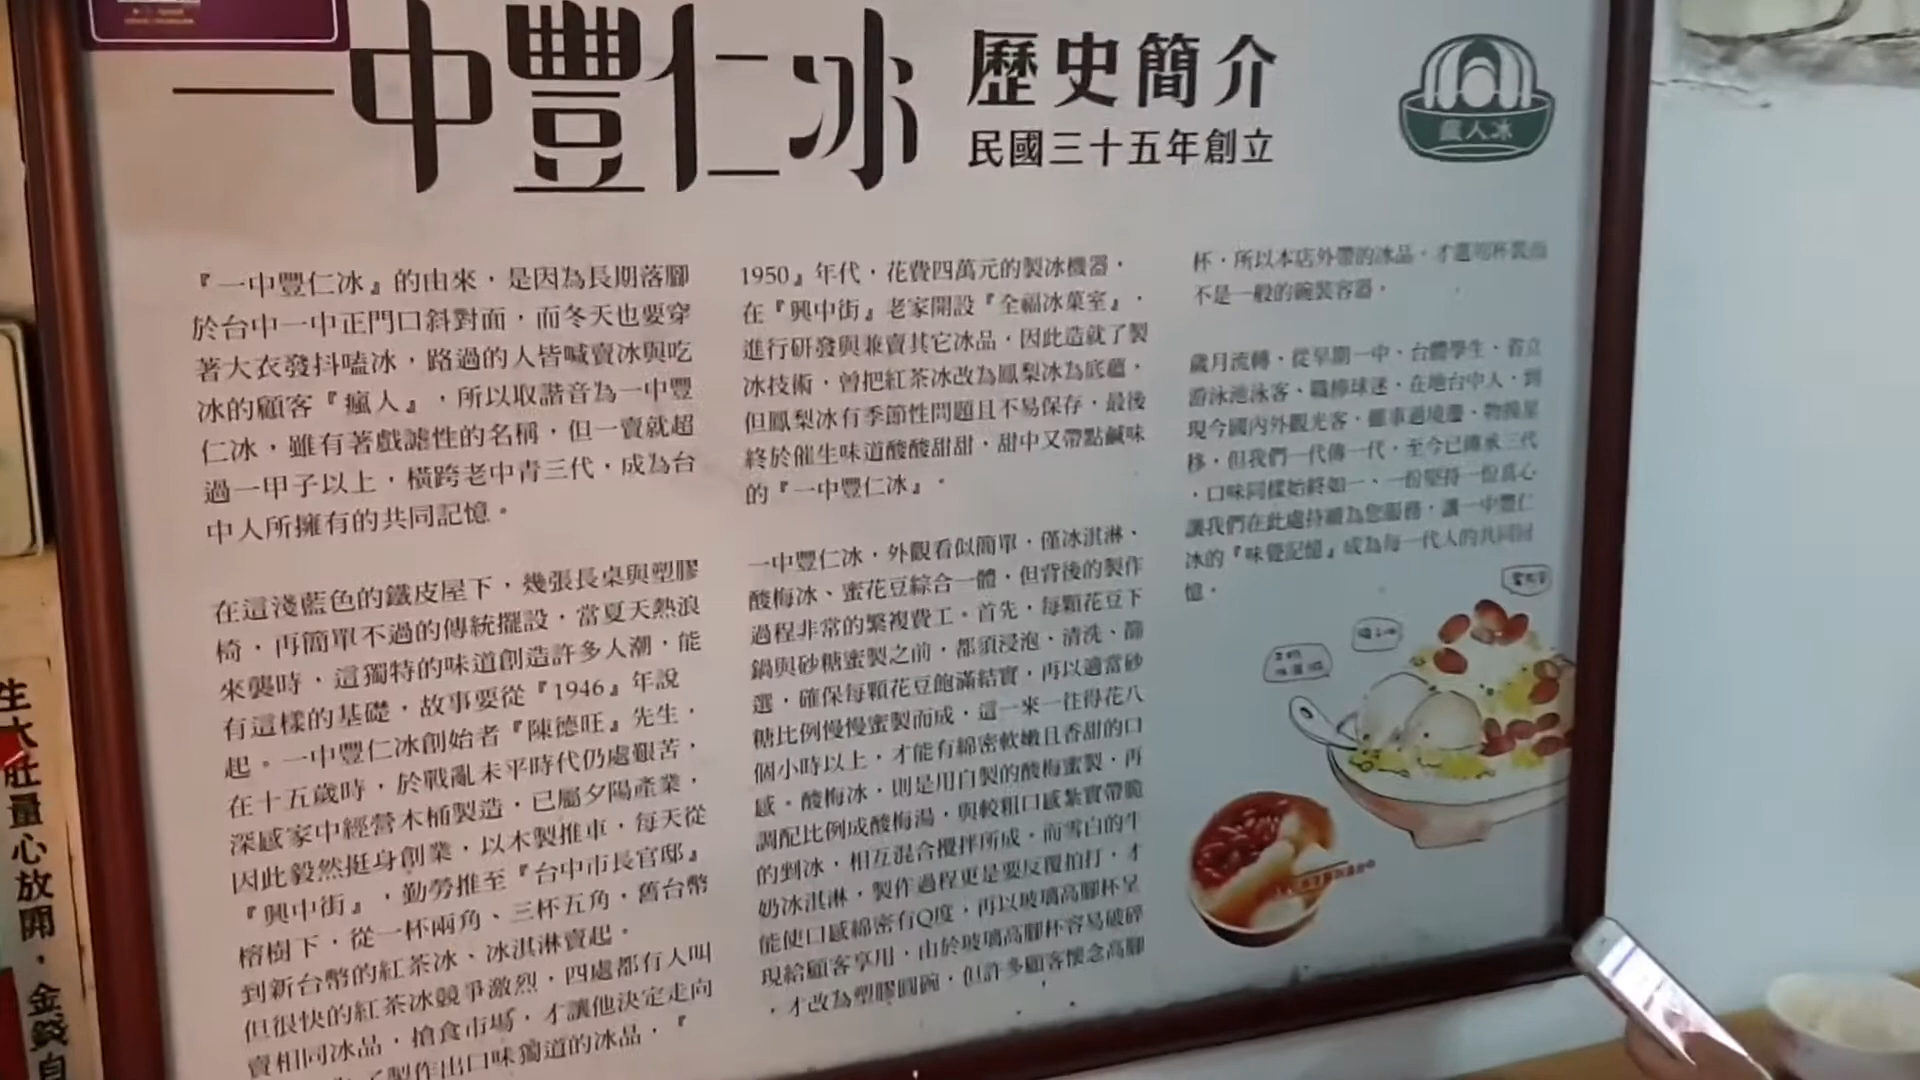 一中豐仁冰
歷史簡介
民國三十五年創立
瘋人冰
『一中豐仁冰』的由來，是因為長期落腳
於台中一中正門口斜對面，而冬天也要穿
著大衣發抖嗑冰，路過的人皆喊賣冰與吃
冰的顧客『瘋人』，所以取諧音為一中豐
仁冰，雖有著戲謔性的名稱，但一賣就超
過一甲子以上，橫跨老中青三代，成為台
中人所擁有的共同記憶。
在這淺藍色的鐵皮屋下，幾張長桌與塑膠
椅，再簡單不過的傳統擺設，當夏天熱浪
來襲時，這獨特的味道創造許多人潮，能
有這樣的基礎，故事要從『1946』年說
起。一中豐仁冰創始者『陳德旺』先生，
在十五歲時，於戰亂未平時代仍處艱苦，
深感家中經營木桶製造，已屬夕陽產業，
因此毅然挺身創業，以木製推車，每天從
『興中街』，勤勞推至『台中市長官邸』
榕樹下，從一杯兩角、三杯五角，舊台幣
到新台幣的紅茶冰、冰淇淋賣起。
但很快的紅茶冰競爭激烈，四處都有人叫
賣相同冰品，搶食市場，才讓他決定走向
製作出口味獨道的冰品，『
1950』年代，花費四萬元的製冰機器，
在『興中街』老家開設『全福冰菓室』，
進行研發與兼賣其它冰品，因此造就了製
冰技術，曾把紅茶冰改為鳳梨冰為底蘊，
但鳳梨冰有季節性問題且不易保存，最後
終於催生味道酸酸甜甜，甜中又帶點鹹味
的『一中豐仁冰』。
一中豐仁冰，外觀看似簡單，僅冰淇淋、
酸梅冰、蜜花豆綜合一體，但背後的製作
過程非常的繁複費工。首先，每顆花豆下
鍋與砂糖蜜製之前，都須浸泡、清洗、篩
選，確保每顆花豆飽滿結實，再以適當砂
糖比例慢慢蜜製而成，這一來一往得花八
個小時以上，才能有綿密軟嫩且香甜的口
感。酸梅冰，則是用自製的酸梅蜜製，再
調配比例成酸梅湯，與較粗口感紮實帶脆
的剉冰，相互混合攪拌所成。而雪白的牛
奶冰淇淋，製作過程更是要反覆拍打，才
能使口感綿密有Q度，再以玻璃高腳杯呈
現給顧客享用，由於玻璃高腳杯容易破碎
，才改為塑膠圓碗，但許多顧客懷念高腳
杯，所以本店外帶的冰品，才選用杯裝而
不是一般的碗裝容器。
歲月流轉，從早期一中、台體學生、省立
游泳池泳客、職棒球迷、在地台中人，到
現今國內外觀光客，儘事過境遷、物換星
移，但我們一代傳一代，至今已傳承三代
，口味同樣始終如一、一份堅持一份真心
讓我們在此處持續為您服務，讓一中豐仁
冰的『味覺記憶』成為每一代人的共同回
憶。
生大肚量心放開，金錢自